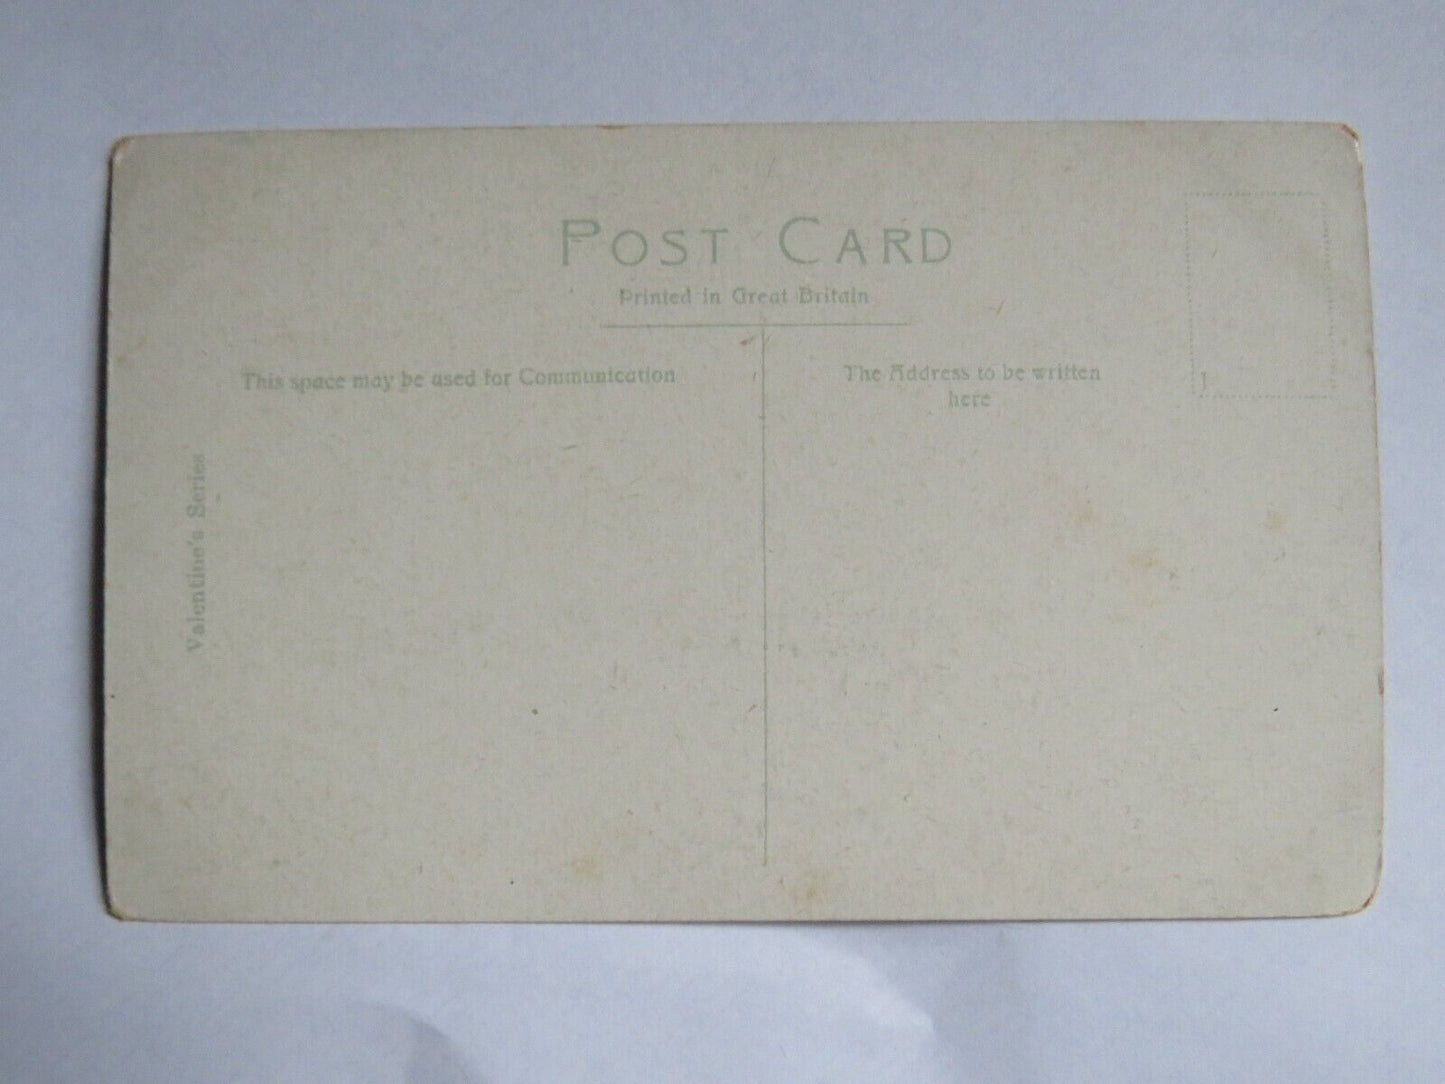 POST CARD
Printed in Great Britain
This space may be used for Communication
The Address to be written
here
Valentine's Series